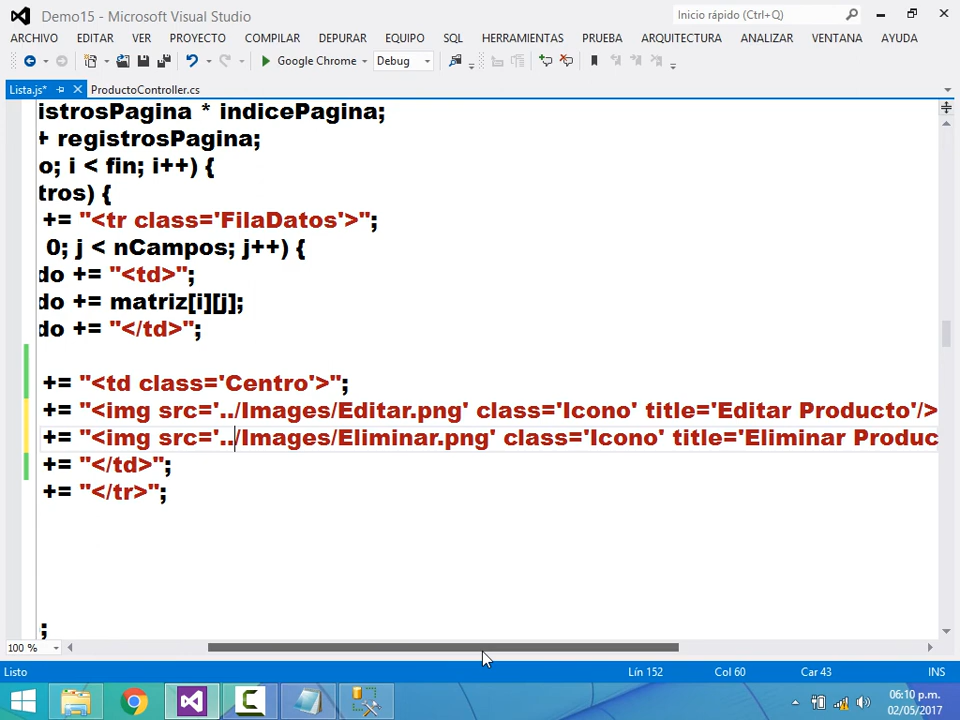 Demo15 - Microsoft Visual Studio
Inicio rápido (Ctrl+Q)
ARCHIVO EDITAR VER PROYECTO COMPILAR DEPURAR EQUIPO SQL HERRAMIENTAS PRUEBA ARQUITECTURA ANALIZAR VENTANA AYUDA
Google Chrome Debug
Lista.js* ProductoController.cs
istrosPagina * indicePagina;
+ registrosPagina;
o; i < fin; i++) {
tros) {
+= "<tr class='FilaDatos'>";
0; j < nCampos; j++) {
do += "<td>";
do += matriz[i][j];
do += "</td>";
+= "<td class='Centro'>";
+= "<img src='../Images/Editar.png' class='Icono' title='Editar Producto'/>
+= "<img src='../Images/Eliminar.png' class='Icono' title='Eliminar Produc
+= "</td>";
+= "</tr>";
;
100 %
Listo Lín 152 Col 60 Car 43 INS
06:10 p.m.
02/05/2017